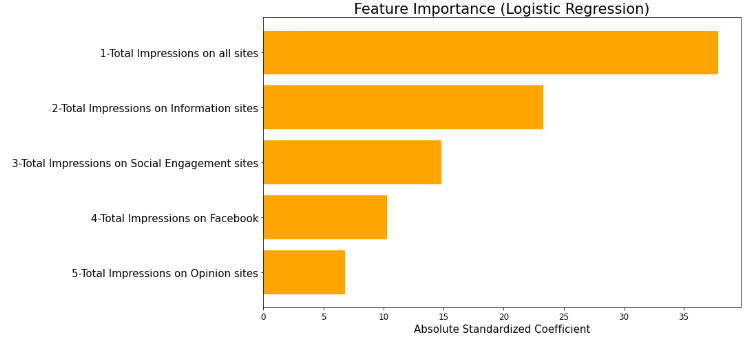 Feature Importance (Logistic Regression)
1-Total Impressions on all sites
2-Total Impressions on Information sites
3-Total Impressions on Social Engagement sites
4-Total Impressions on Facebook
5-Total Impressions on Opinion sites
0 5 10 15 20 25 30 35
Absolute Standardized Coefficient